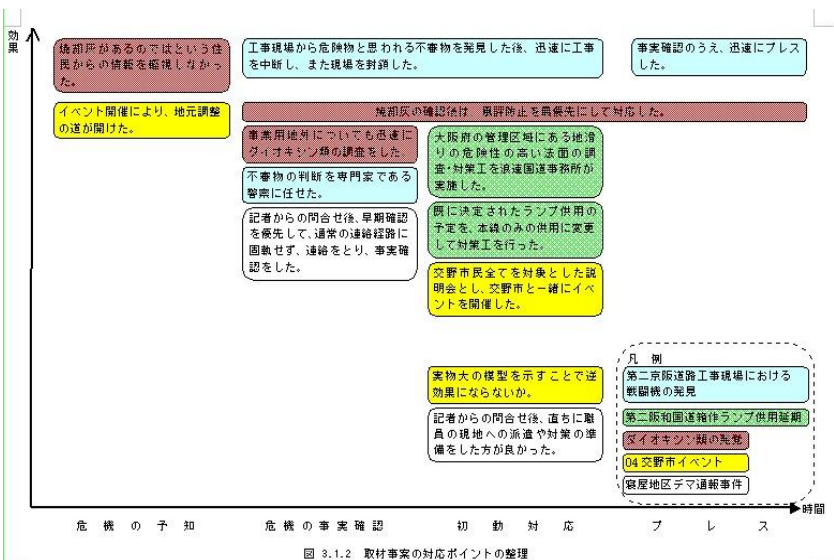 効果
焼却灰があるのではという住
民からの情報を軽視しなかっ
た。
工事現場から危険物と思われる不審物を発見した後、迅速に工事
を中断し、また現場を封鎖した。
事実確認のうえ、迅速にプレス
した。
イベント開催により、地元調整
の道が開けた。
焼却灰の確認後は、風評防止を最優先にして対応した。
事業用地外についても迅速に
ダイオキシン類の調査をした
不審物の判断を専門家である
警察に任せた。
記者からの問合せ後、早期確認
を優先して、通常の連絡経路に
固執せず、連絡をとり、事実確
認をした。
大阪府の管理区域にある地滑
りの危険性の高い法面の調
査・対策工を浪速国道事務所が
実施した。
既に決定されたランプ供用の
予定を、本線のみの供用に変更
して対策工を行った。
交野市民全てを対象とした説
明会とし、交野市と一緒にイベ
ントを開催した。
実物大の模型を示すことで逆
効果にならないか。
記者からの問合せ後、直ちに職
員の現地への派遣や対策の準
備をした方が良かった。
凡 例
第二京阪道路工事現場における
戦闘機の発見
第二阪和国道箱作ランプ供用延期
ダイオキシン類の発覚
04 交野市イベント
寝屋地区デマ通報事件
時間
危機の予知
危機の事実確認
初動対応
プレス
図 3.1.2 取材事案の対応ポイントの整理